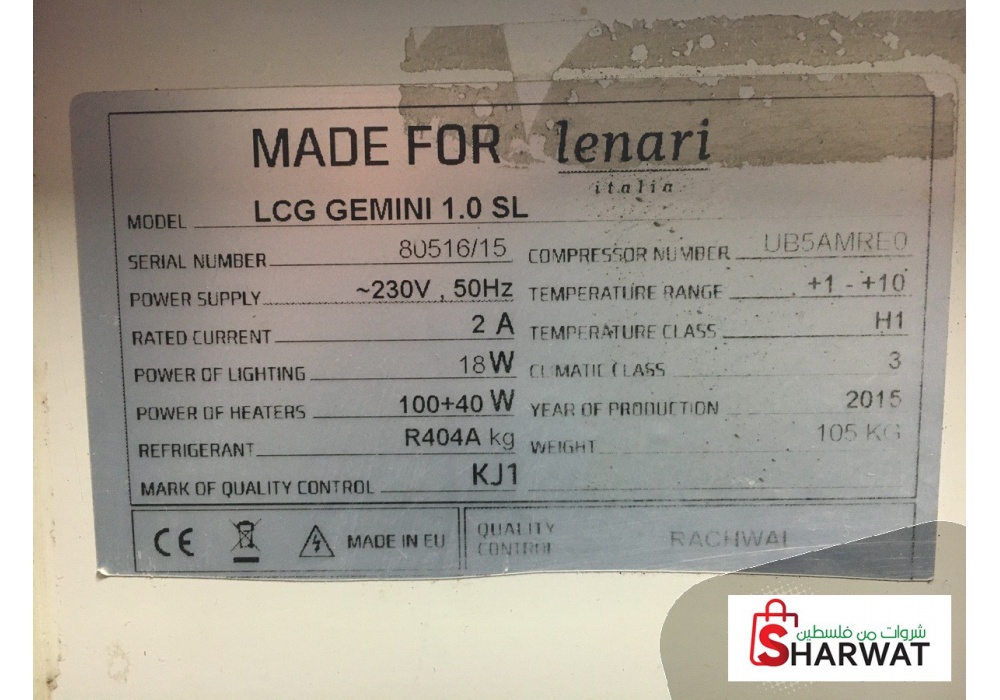 MADE FOR lenari
italia
MODEL LCG GEMINI 1.0 SL
SERIAL NUMBER 80516/15
POWER SUPPLY ~230V , 50Hz
RATED CURRENT 2 A
POWER OF LIGHTING 18W
POWER OF HEATERS 100+40 W
REFRIGERANT R404A kg
MARK OF QUALITY CONTROL KJ1
COMPRESSOR NUMBER UB5AMRE0
TEMPERATURE RANGE +1 - +10
TEMPERATURE CLASS H1
CLIMATIC CLASS 3
YEAR OF PRODUCTION 2015
WEIGHT 105 KG
CE MADE IN EU
QUALITY
CONTROL
RACHWAL
شروات من فلسطين
SHARWAT